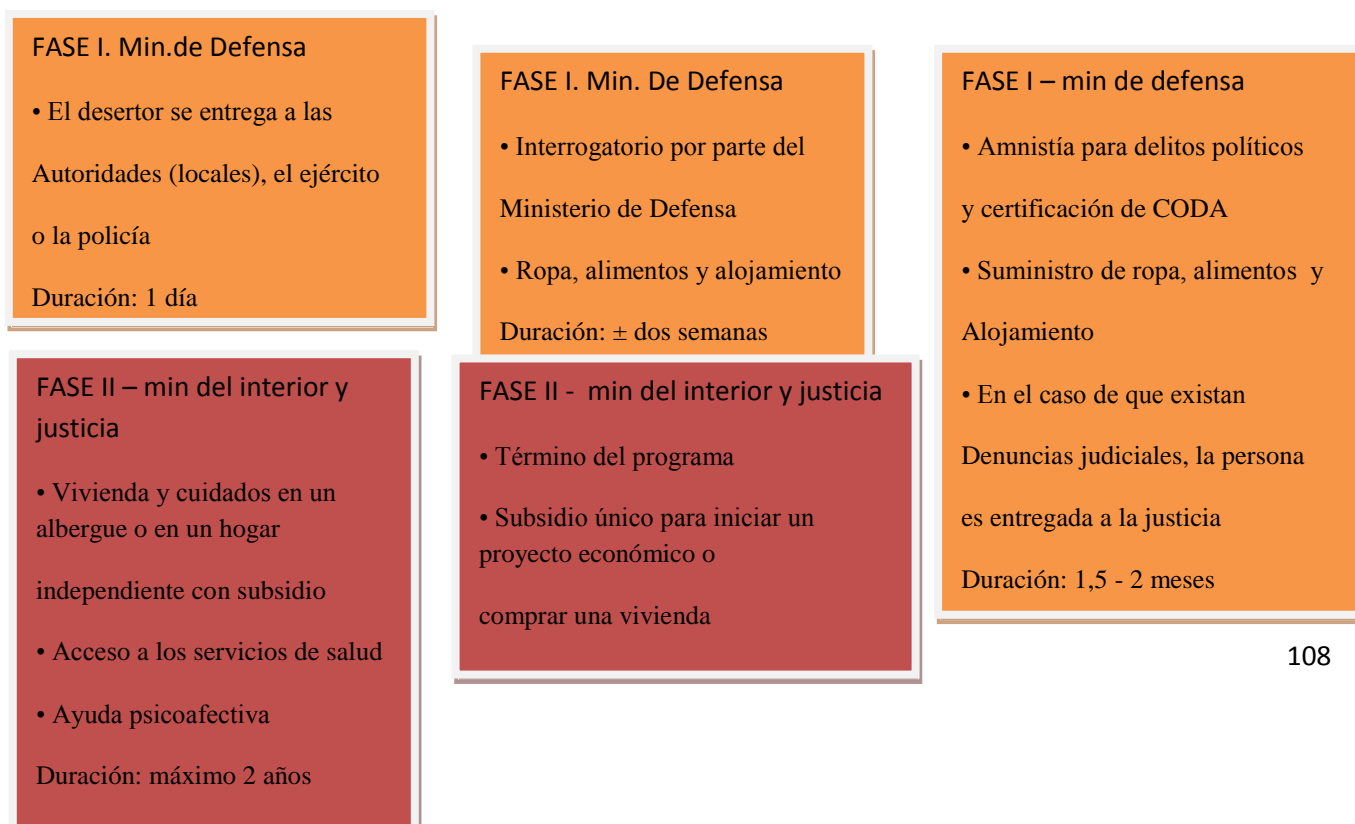 FASE I. Min.de Defensa
• El desertor se entrega a las
Autoridades (locales), el ejército
o la policía
Duración: 1 día
FASE I. Min. De Defensa
• Interrogatorio por parte del
Ministerio de Defensa
• Ropa, alimentos y alojamiento
Duración: ± dos semanas
FASE I – min de defensa
• Amnistía para delitos políticos
y certificación de CODA
• Suministro de ropa, alimentos y
Alojamiento
• En el caso de que existan
Denuncias judiciales, la persona
es entregada a la justicia
Duración: 1,5 - 2 meses
FASE II – min del interior y
justicia
• Vivienda y cuidados en un
albergue o en un hogar
independiente con subsidio
• Acceso a los servicios de salud
• Ayuda psicoafectiva
Duración: máximo 2 años
FASE II - min del interior y justicia
• Término del programa
• Subsidio único para iniciar un
proyecto económico o
comprar una vivienda
108